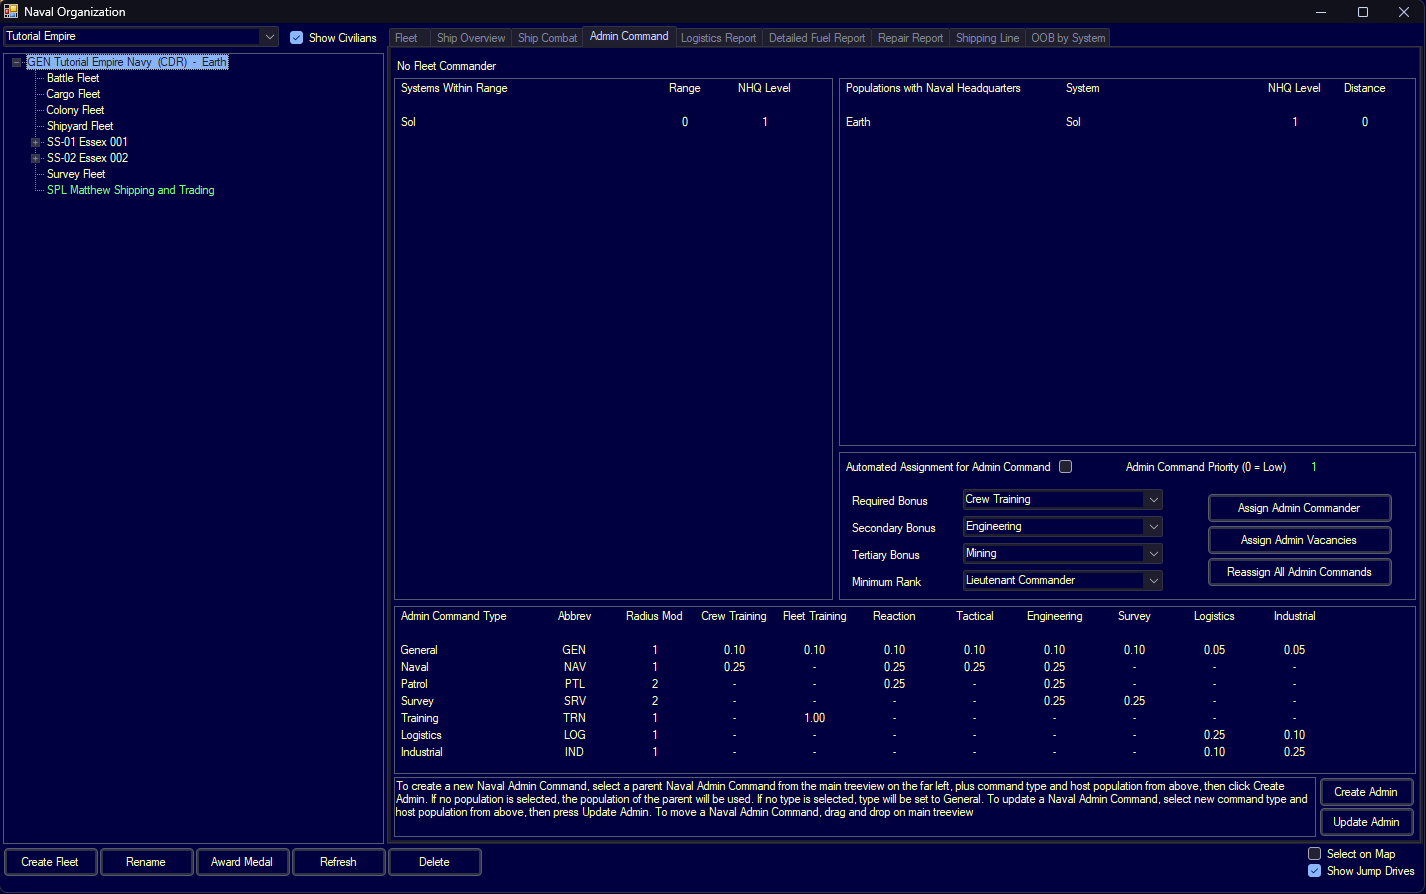 Naval Organization
Tutorial Empire
Show Civilians
Fleet Ship Overview Ship Combat Admin Command Logistics Report Detailed Fuel Report Repair Report Shipping Line OOB by System
GEN Tutorial Empire Navy (CDR) - Earth
Battle Fleet
Cargo Fleet
Colony Fleet
Shipyard Fleet
SS-01 Essex 001
SS-02 Essex 002
Survey Fleet
SPL Matthew Shipping and Trading
No Fleet Commander
Systems Within Range Range NHQ Level
Sol 0 1
Populations with Naval Headquarters System NHQ Level Distance
Earth Sol 1 0
Automated Assignment for Admin Command Admin Command Priority (0 = Low) 1
Required Bonus Crew Training
Secondary Bonus Engineering
Tertiary Bonus Mining
Minimum Rank Lieutenant Commander
Assign Admin Commander
Assign Admin Vacancies
Reassign All Admin Commands
Admin Command Type Abbrev Radius Mod Crew Training Fleet Training Reaction Tactical Engineering Survey Logistics Industrial
General GEN 1 0.10 0.10 0.10 0.10 0.10 0.10 0.05 0.05
Naval NAV 1 0.25 - 0.25 0.25 0.25 - - -
Patrol PTL 2 - - 0.25 - 0.25 - - -
Survey SRV 2 - - - - 0.25 0.25 - -
Training TRN 1 - 1.00 - - - - - -
Logistics LOG 1 - - - - - - 0.25 0.10
Industrial IND 1 - - - - - - 0.10 0.25
To create a new Naval Admin Command, select a parent Naval Admin Command from the main treeview on the far left, plus command type and host population from above, then click Create
Admin. If no population is selected, the population of the parent will be used. If no type is selected, type will be set to General. To update a Naval Admin Command, select new command type and
host population from above, then press Update Admin. To move a Naval Admin Command, drag and drop on main treeview
Create Admin
Update Admin
Create Fleet Rename Award Medal Refresh Delete
Select on Map
Show Jump Drives